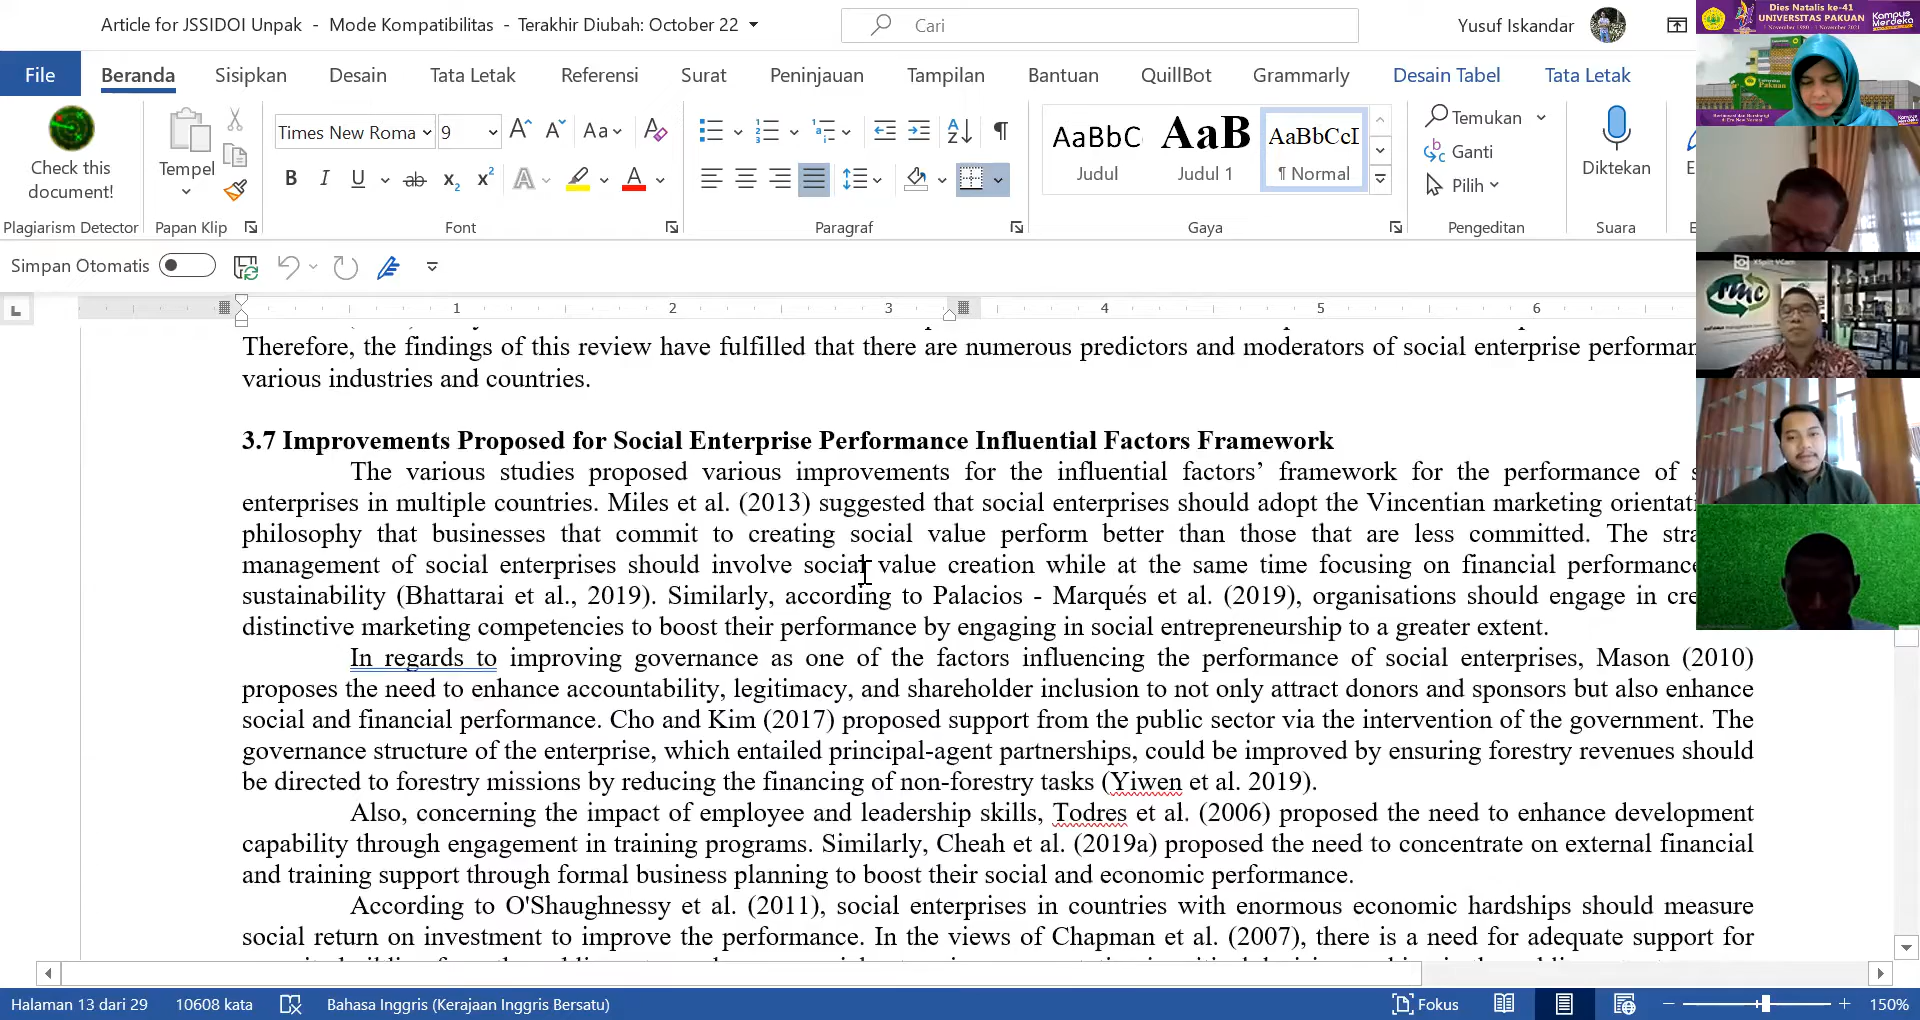 Article for JSSIDOI Unpak - Mode Kompatibilitas - Terakhir Diubah: October 22
Cari
Yusuf Iskandar
File Beranda Sisipkan Desain Tata Letak Referensi Surat Peninjauan Tampilan Bantuan QuillBot Grammarly Desain Tabel Tata Letak
Check this
document!
Plagiarism Detector
Tempel
Papan Klip
Times New Roma 9
Font
Paragraf
AaBbC AaB AaBbCcI
Judul Judul 1 ¶ Normal
Gaya
Temukan
Ganti
Pilih
Pengeditan
Diktekan
Suara
Simpan Otomatis
1 2 3 4 5 6
Therefore, the findings of this review have fulfilled that there are numerous predictors and moderators of social enterprise performan
various industries and countries.
3.7 Improvements Proposed for Social Enterprise Performance Influential Factors Framework
The various studies proposed various improvements for the influential factors’ framework for the performance of s
enterprises in multiple countries. Miles et al. (2013) suggested that social enterprises should adopt the Vincentian marketing orientati
philosophy that businesses that commit to creating social value perform better than those that are less committed. The stra
management of social enterprises should involve social value creation while at the same time focusing on financial performance
sustainability (Bhattarai et al., 2019). Similarly, according to Palacios - Marqués et al. (2019), organisations should engage in cre
distinctive marketing competencies to boost their performance by engaging in social entrepreneurship to a greater extent.
In regards to improving governance as one of the factors influencing the performance of social enterprises, Mason (2010)
proposes the need to enhance accountability, legitimacy, and shareholder inclusion to not only attract donors and sponsors but also enhance
social and financial performance. Cho and Kim (2017) proposed support from the public sector via the intervention of the government. The
governance structure of the enterprise, which entailed principal-agent partnerships, could be improved by ensuring forestry revenues should
be directed to forestry missions by reducing the financing of non-forestry tasks (Yiwen et al. 2019).
Also, concerning the impact of employee and leadership skills, Todres et al. (2006) proposed the need to enhance development
capability through engagement in training programs. Similarly, Cheah et al. (2019a) proposed the need to concentrate on external financial
and training support through formal business planning to boost their social and economic performance.
According to O'Shaughnessy et al. (2011), social enterprises in countries with enormous economic hardships should measure
social return on investment to improve the performance. In the views of Chapman et al. (2007), there is a need for adequate support for
Halaman 13 dari 29 10608 kata Bahasa Inggris (Kerajaan Inggris Bersatu) Fokus 150%
Dies Natalis ke-41
UNIVERSITAS PAKUAN
Kampus
Merdeka
Pakuan
XSplit VCam
rmc